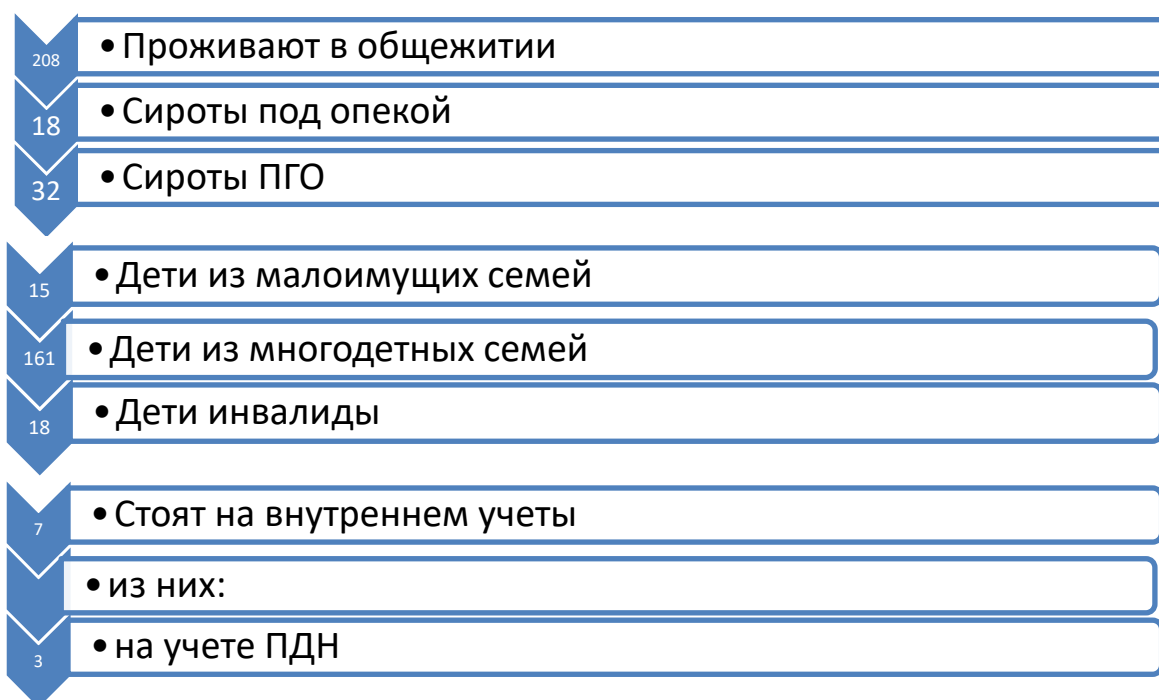 208 • Проживают в общежитии
18 • Сироты под опекой
32 • Сироты ПГО
15 • Дети из малоимущих семей
161 • Дети из многодетных семей
18 • Дети инвалиды
7 • Стоят на внутреннем учеты
• из них:
3 • на учете ПДН